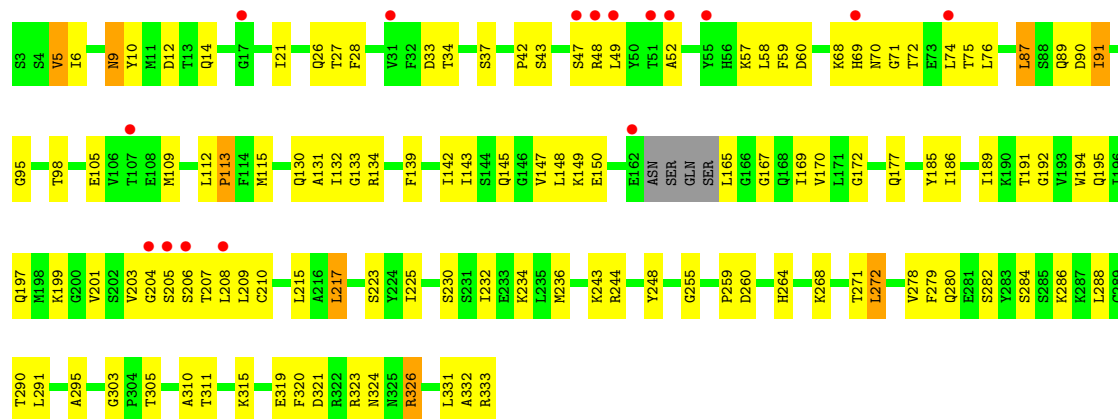 S3 S4 V5 I6 N9 Y10 M11 D12 T13 Q14 G17 I21 Q26 T27 F28 V31 F32 D33 T34 S37 P42 S43 S47 R48 L49 Y50 T51 A52 Y55 H56 K57 L58 F59 D60 K68 H69 N70 G71 T72 E73 L74 T75 L76 L87 S88 Q89 D90 I91
G95 T98 E105 V106 T107 E108 M109 L112 P113 F114 M115 Q130 A131 I132 G133 R134 F139 I142 I143 S144 Q145 G146 V147 L148 K149 E150 E162 ASN SER GLN SER L165 G166 G167 Q168 I169 V170 L171 G172 Q177 Y185 I186 I189 K190 T191 G192 V193 W194 Q195 I196
Q197 M198 K199 G200 V201 S202 V203 G204 S205 S206 T207 L208 L209 C210 L215 A216 L217 S223 Y224 I225 S230 S231 I232 E233 K234 L235 M236 K243 R244 Y248 G255 P259 D260 H264 K268 T271 L272 V278 F279 Q280 E281 S282 Y283 S284 S285 K286 K287 L288 C289
T290 L291 A295 G303 P304 T305 A310 T311 K315 E319 F320 D321 R322 R323 N324 N325 R326 L331 A332 R333